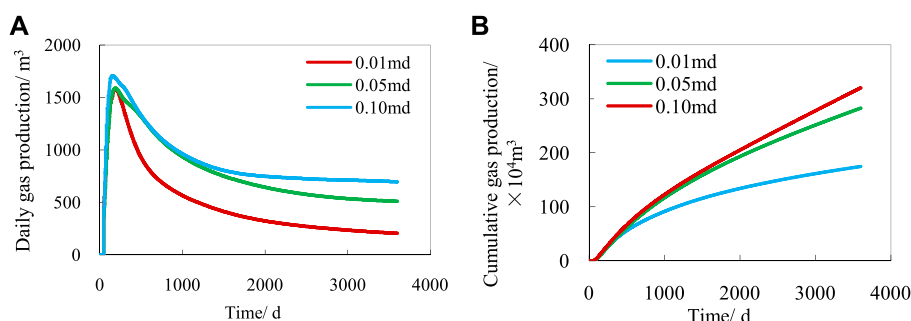 A
Daily gas production/ m³
2000
1500
1000
500
0
0.01md
0.05md
0.10md
0 1000 2000 3000 4000
Time/ d
B
Cumulative gas production/
×10⁴m³
400
300
200
100
0
0.01md
0.05md
0.10md
0 1000 2000 3000 4000
Time/ d